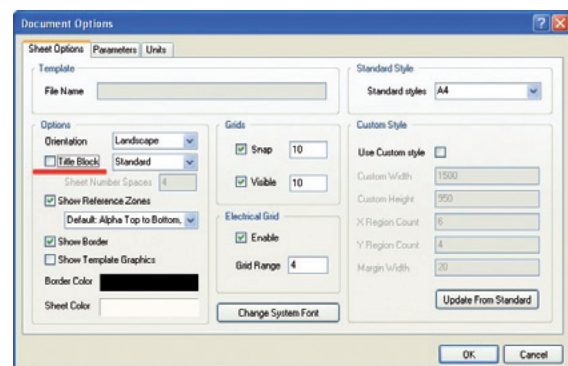 Document Options
Sheet Options Parameters Units
Template
File Name
Standard Style
Standard styles A4
Options
Orientation Landscape
Title Block Standard
Sheet Number Spaces 4
Show Reference Zones
Default: Alpha Top to Bottom,
Show Border
Show Template Graphics
Border Color
Sheet Color
Grids
Snap 10
Visible 10
Electrical Grid
Enable
Grid Range 4
Change System Font
Custom Style
Use Custom style
Custom Width 1500
Custom Height 950
X Region Count 6
Y Region Count 4
Margin Width 20
Update From Standard
OK Cancel